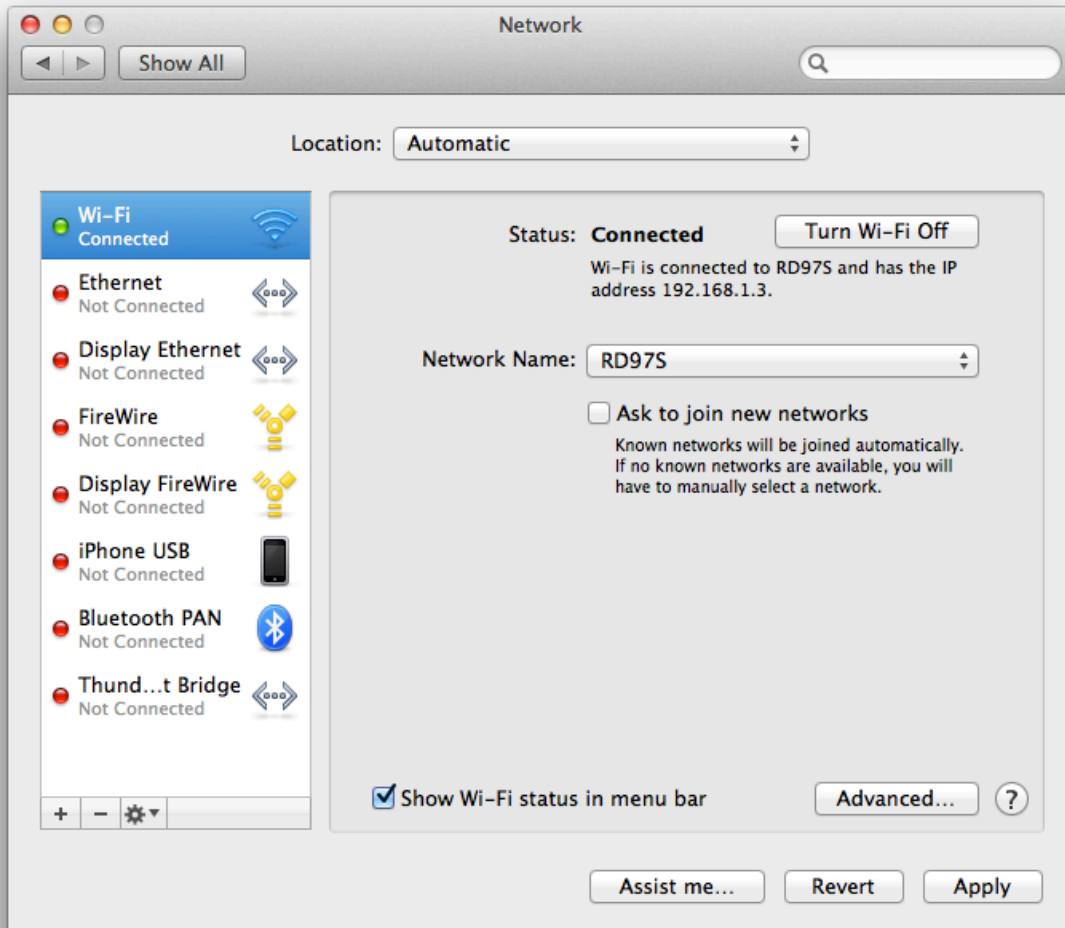 Network
Show All
Location: Automatic
Wi-Fi
Connected
Ethernet
Not Connected
Display Ethernet
Not Connected
FireWire
Not Connected
Display FireWire
Not Connected
iPhone USB
Not Connected
Bluetooth PAN
Not Connected
Thund...t Bridge
Not Connected
+ −
Status: Connected Turn Wi-Fi Off
Wi-Fi is connected to RD97S and has the IP
address 192.168.1.3.
Network Name: RD97S
Ask to join new networks
Known networks will be joined automatically.
If no known networks are available, you will
have to manually select a network.
Show Wi-Fi status in menu bar Advanced... ?
Assist me... Revert Apply